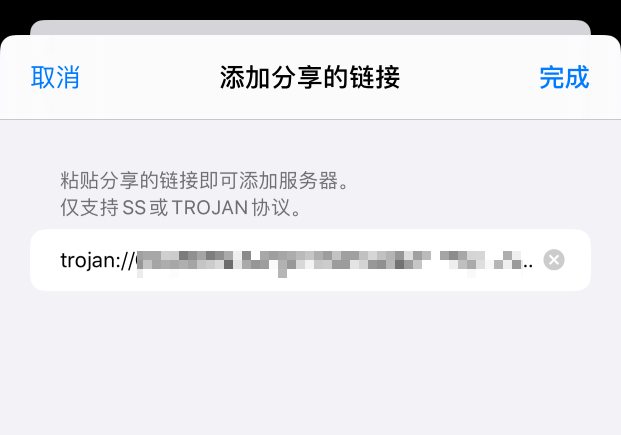 取消
添加分享的链接
完成
粘贴分享的链接即可添加服务器。
仅支持 SS 或 TROJAN 协议。
trojan://